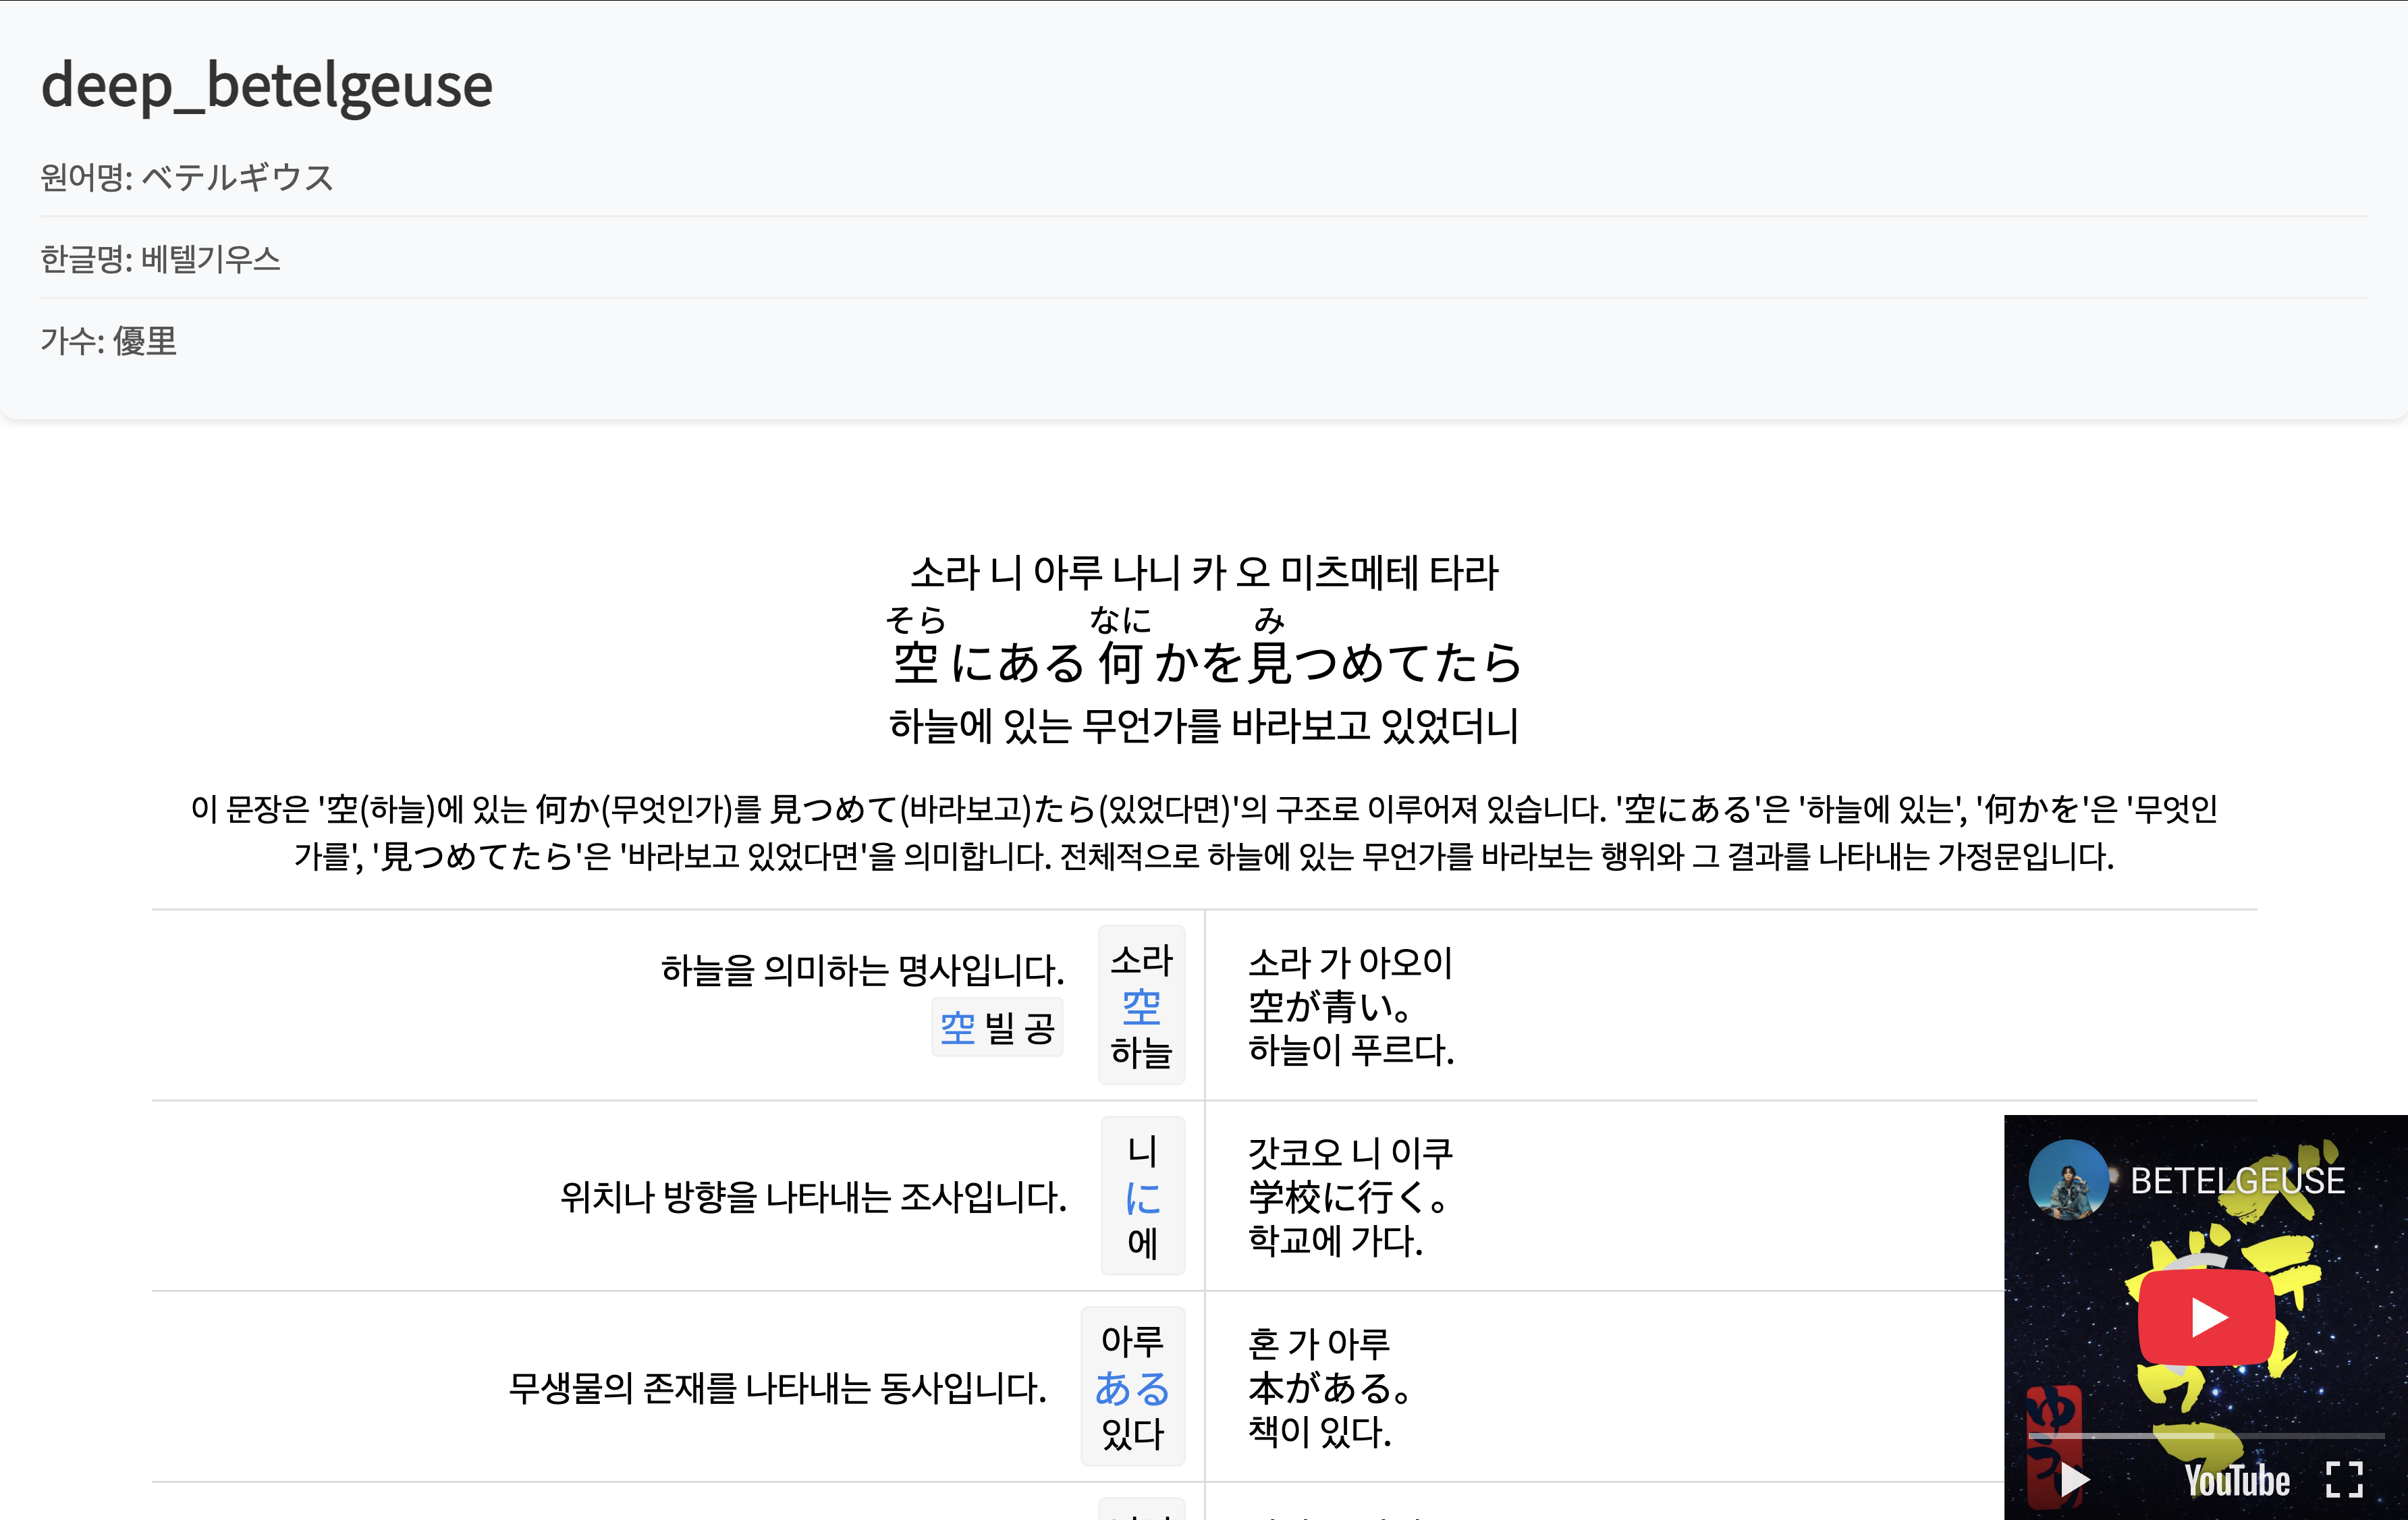 deep_betelgeuse
원어명: ベテルギウス
한글명: 베텔기우스
가수: 優里
소라 니 아루 나니 카 오 미츠메테 타라
そら なに み
空にある何かを見つめてたら
하늘에 있는 무언가를 바라보고 있었더니
이 문장은 '空(하늘)에 있는 何か(무엇인가)를 見つめて(바라보고)たら(있었다면)'의 구조로 이루어져 있습니다. '空にある'은 '하늘에 있는', '何かを'은 '무엇인
가를', '見つめてたら'은 '바라보고 있었다면'을 의미합니다. 전체적으로 하늘에 있는 무언가를 바라보는 행위와 그 결과를 나타내는 가정문입니다.
하늘을 의미하는 명사입니다.
空 빌 공
소라
空
하늘
소라 가 아오이
空が青い。
하늘이 푸르다.
위치나 방향을 나타내는 조사입니다.
니
に
에
갓코오 니 이쿠
学校に行く。
학교에 가다.
무생물의 존재를 나타내는 동사입니다.
아루
ある
있다
혼 가 아루
本がある。
책이 있다.
BETELGEUSE
ゆうり
YouTube